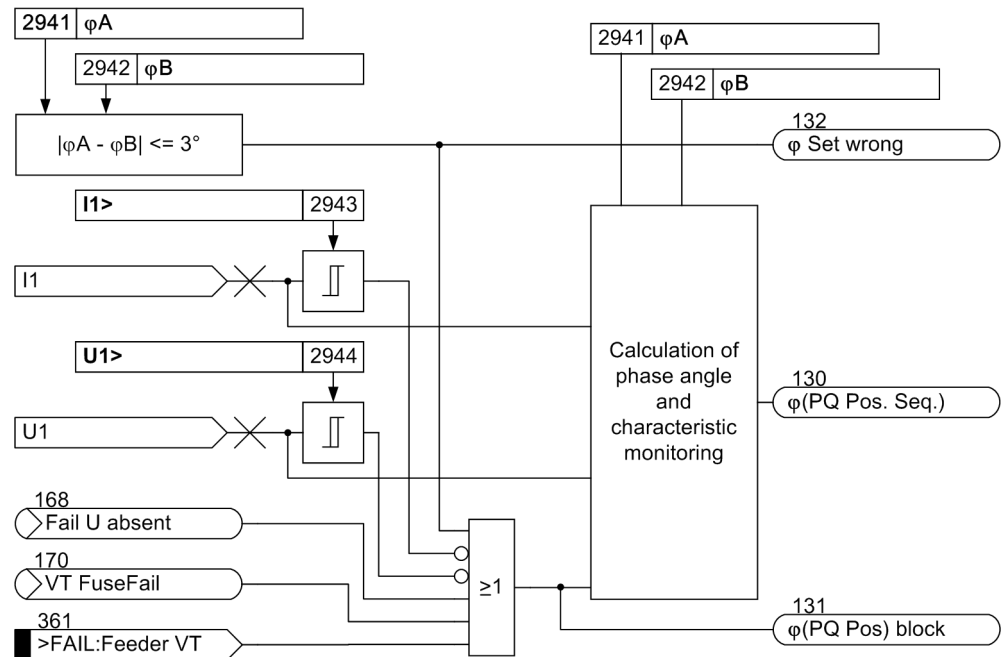 2941 φA
2942 φB
2941 φA
2942 φB
|φA - φB| <= 3°
132
φ Set wrong
I1> 2943
I1
U1> 2944
U1
Calculation of
phase angle
and
characteristic
monitoring
130
φ(PQ Pos. Seq.)
168
Fail U absent
170
VT FuseFail
361
>FAIL:Feeder VT
≥1
131
φ(PQ Pos) block